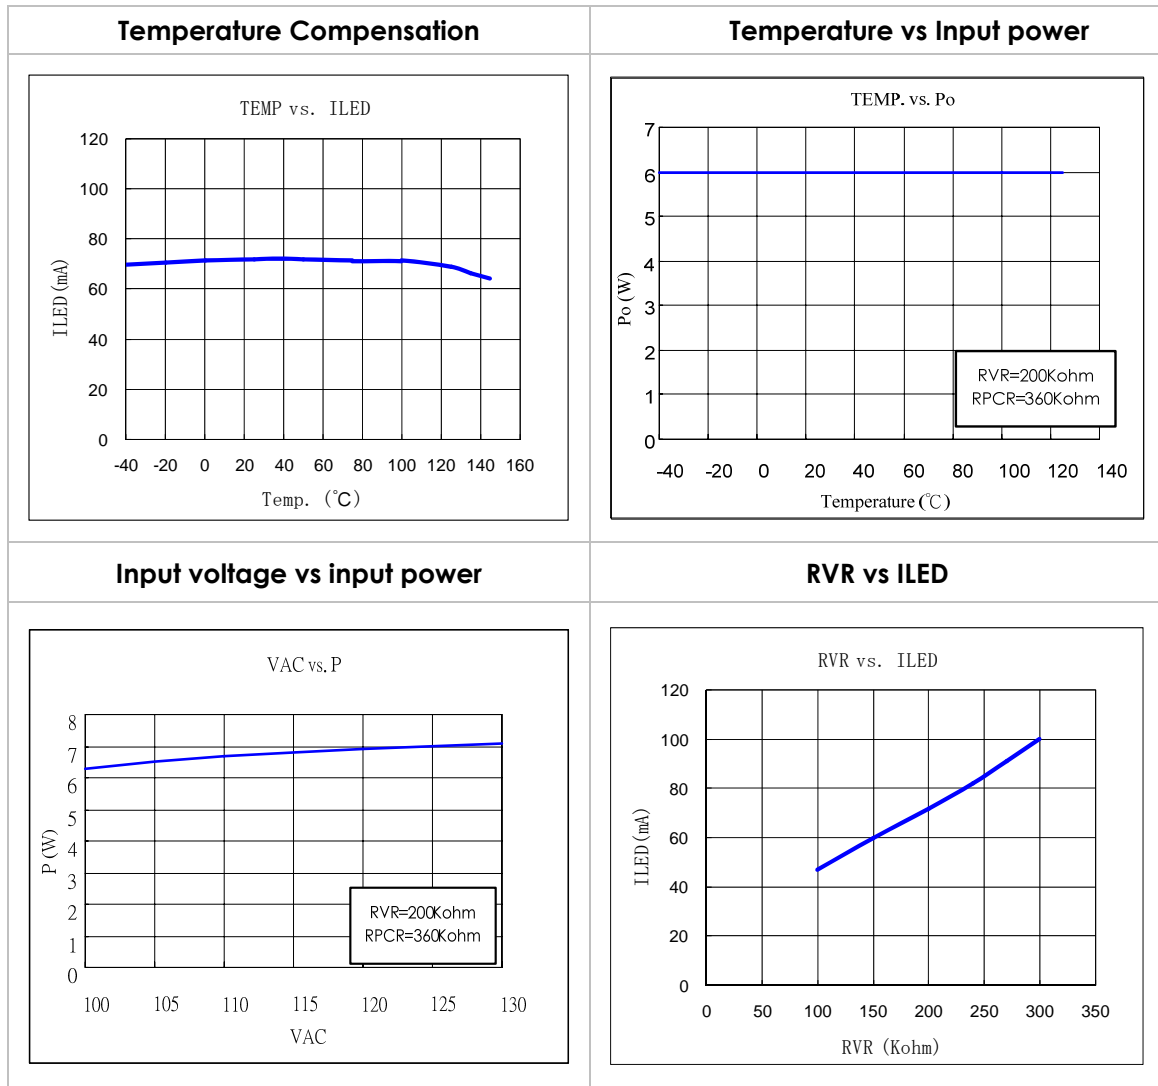 Temperature Compensation
Temperature vs Input power
TEMP vs. ILED
120
100
80
60
40
20
0
ILED(mA)
-40 -20 0 20 40 60 80 100 120 140 160
Temp. (℃)
TEMP. vs. Po
7
6
5
4
3
2
1
0
Po (W)
RVR=200Kohm
RPCR=360Kohm
-40 -20 0 20 40 60 80 100 120 140
Temperature (℃)
Input voltage vs input power
RVR vs ILED
VAC vs. P
8
7
6
5
4
3
2
1
0
P (W)
RVR=200Kohm
RPCR=360Kohm
100 105 110 115 120 125 130
VAC
RVR vs. ILED
120
100
80
60
40
20
0
ILED(mA)
0 50 100 150 200 250 300 350
RVR (Kohm)